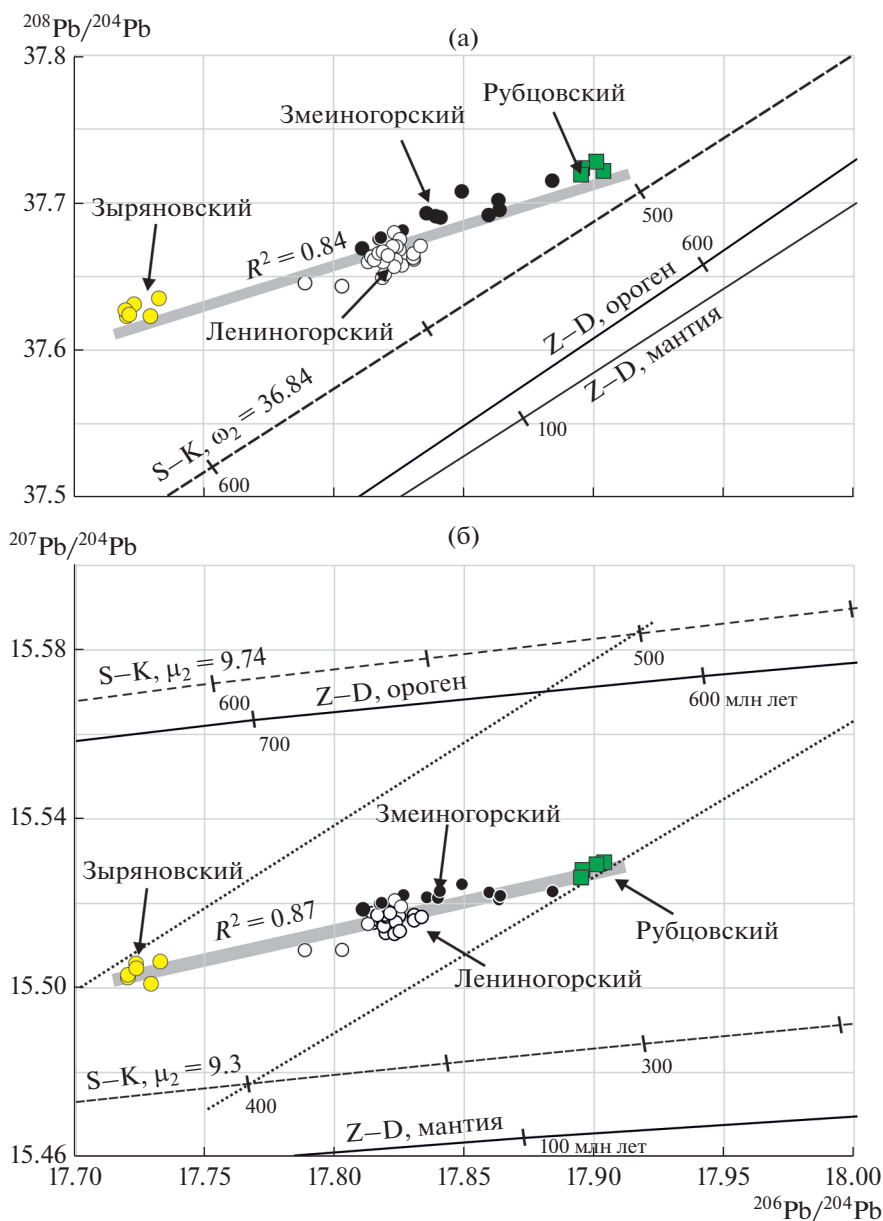 ²⁰⁸Pb/²⁰⁴Pb
(а)
37.8
Рубцовский
Змеиногорский
37.7
Зыряновский
500
R² = 0.84
600
Z–D, ороген
Лениногорский
37.6
Z–D, мантия
S–K, ω₂ = 36.84
100
600
37.5
²⁰⁷Pb/²⁰⁴Pb
(б)
15.58
S–K, μ₂ = 9.74
500
600
Z–D, ороген
600 млн лет
700
15.54
Змеиногорский
Зыряновский
R² = 0.87
Рубцовский
Лениногорский
15.50
S–K, μ₂ = 9.3
300
400
Z–D, мантия
100 млн лет
15.46
17.70
17.75
17.80
17.85
17.90
17.95
18.00
²⁰⁶Pb/²⁰⁴Pb